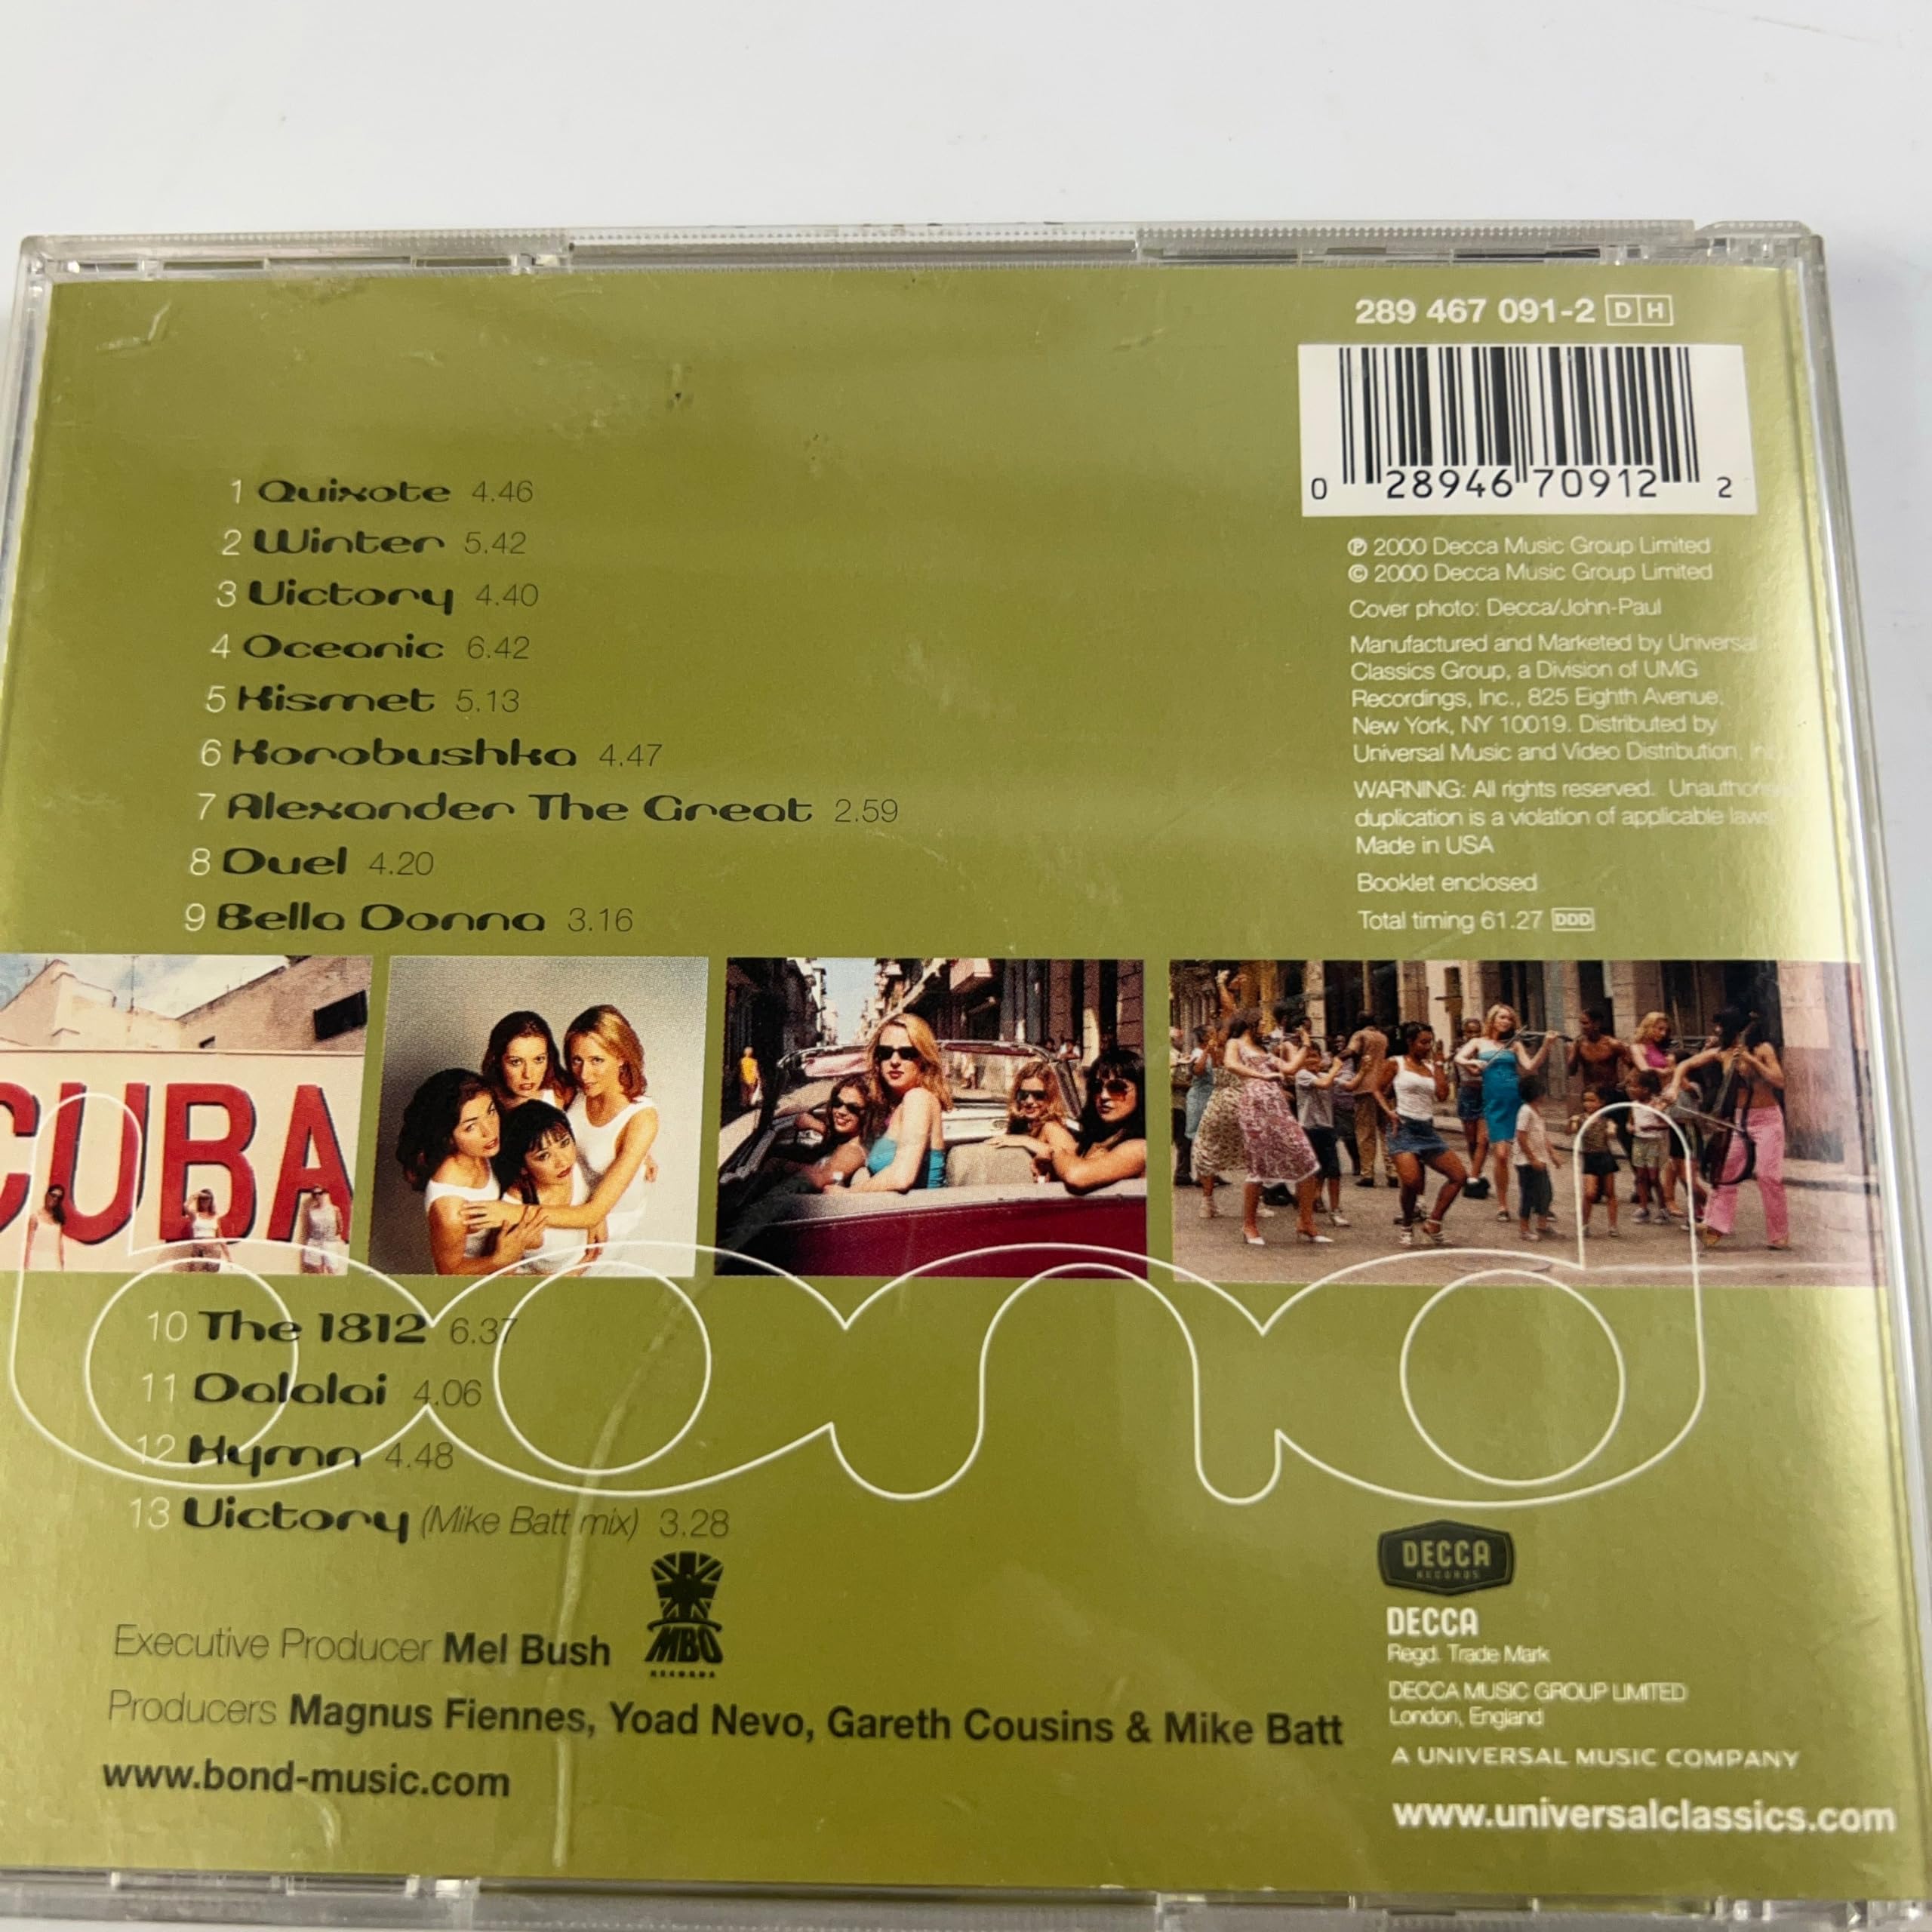 289 467 091-2 D H
0 28946 70912 2
1 Quixote 4.46
2 Winter 5.42
3 Victory 4.40
4 Oceanic 6.42
5 Kismet 5.13
6 Korobushka 4.47
7 Alexander The Great 2.59
8 Duel 4.20
9 Bella Donna 3.16
℗ 2000 Decca Music Group Limited
© 2000 Decca Music Group Limited
Cover photo: Decca/John-Paul
Manufactured and Marketed by Universal
Classics Group, a Division of UMG
Recordings, Inc., 825 Eighth Avenue,
New York, NY 10019. Distributed by
Universal Music and Video Distribution,
WARNING: All rights reserved.
duplication is a violation of applicable laws
Made in USA
Booklet enclosed
Total timing 61.27 DDD
CUBA
bond
10 The 1812 6.37
11 Dalalai 4.06
12 Hymn 4.48
13 Victory (Mike Batt mix) 3.28
Executive Producer Mel Bush
MBO
RECORDS
Producers Magnus Fiennes, Yoad Nevo, Gareth Cousins & Mike Batt
www.bond-music.com
DECCA
RECORDS
DECCA
Regd. Trade Mark
DECCA MUSIC GROUP LIMITED
London, England
A UNIVERSAL MUSIC COMPANY
www.universalclassics.com